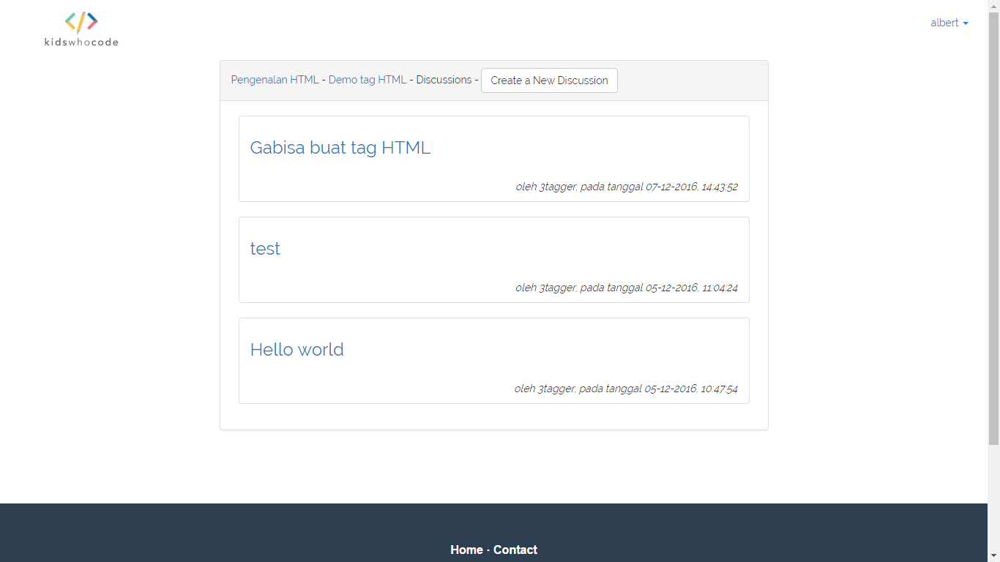 kidswhocode
albert
Pengenalan HTML - Demo tag HTML - Discussions - Create a New Discussion
Gabisa buat tag HTML
oleh 3tagger, pada tanggal 07-12-2016, 14:43:52
test
oleh 3tagger, pada tanggal 05-12-2016, 11:04:24
Hello world
oleh 3tagger, pada tanggal 05-12-2016, 10:47:54
Home · Contact